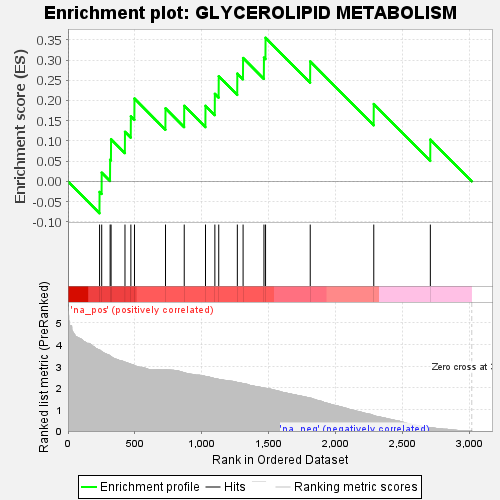 Enrichment plot: GLYCEROLIPID METABOLISM
Enrichment score (ES)
0.35
0.30
0.25
0.20
0.15
0.10
0.05
0.00
-0.05
-0.10
'na_pos' (positively correlated)
Ranked list metric (PreRanked)
5
4
3
2
1
0
Zero cross at
'na_neg' (negatively correlated)
0 500 1,000 1,500 2,000 2,500 3,000
Rank in Ordered Dataset
Enrichment profile Hits Ranking metric scores